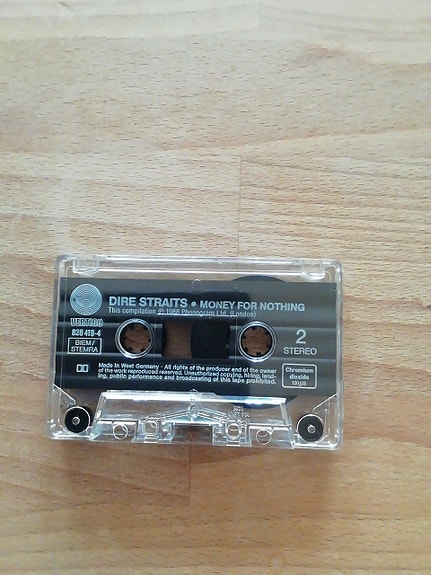 DIRE STRAITS • MONEY FOR NOTHING
This compilation ℗ 1988 Phonogram Ltd. (London)
VERTIGO
836 419-4
BIEM/
STEMRA
2
STEREO
Made in West Germany · All rights of the producer and of the owner
of the work reproduced reserved. Unauthorized copying, hiring, lend-
ing, public performance and broadcasting of this tape prohibited.
Chromium
dioxide